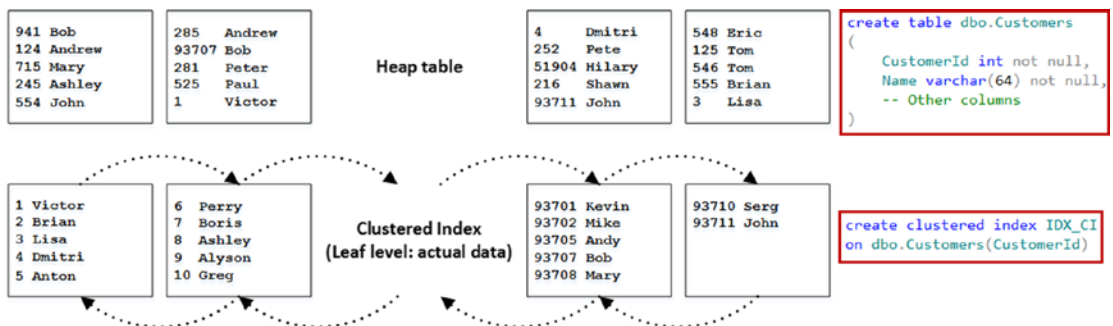 941 Bob
124 Andrew
715 Mary
245 Ashley
554 John
285 Andrew
93707 Bob
281 Peter
525 Paul
1 Victor
Heap table
4 Dmitri
252 Pete
51904 Hilary
216 Shawn
93711 John
548 Eric
125 Tom
546 Tom
555 Brian
3 Lisa
create table dbo.Customers
(
CustomerId int not null,
Name varchar(64) not null,
-- Other columns
)
1 Victor
2 Brian
3 Lisa
4 Dmitri
5 Anton
6 Perry
7 Boris
8 Ashley
9 Alyson
10 Greg
Clustered Index
(Leaf level: actual data)
93701 Kevin
93702 Mike
93705 Andy
93707 Bob
93708 Mary
93710 Serg
93711 John
create clustered index IDX_CI
on dbo.Customers(CustomerId)